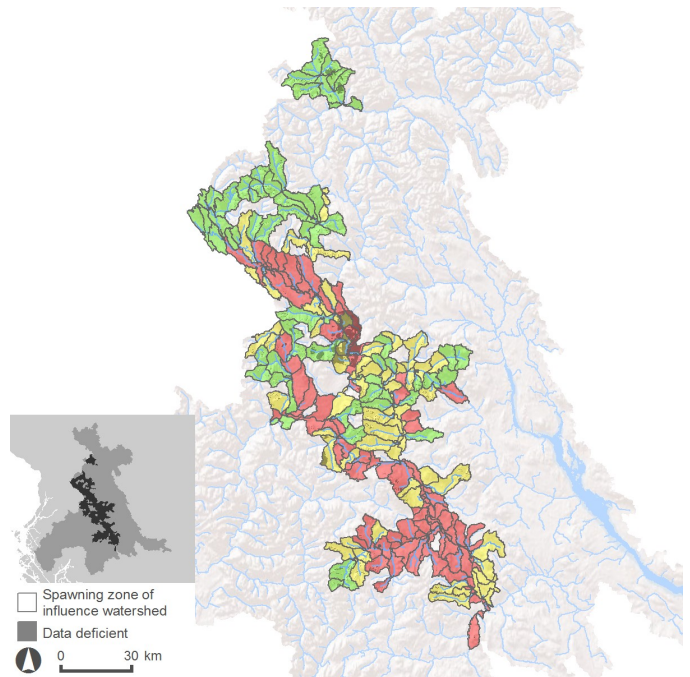 Spawning zone of
influence watershed
Data deficient
0 30 km